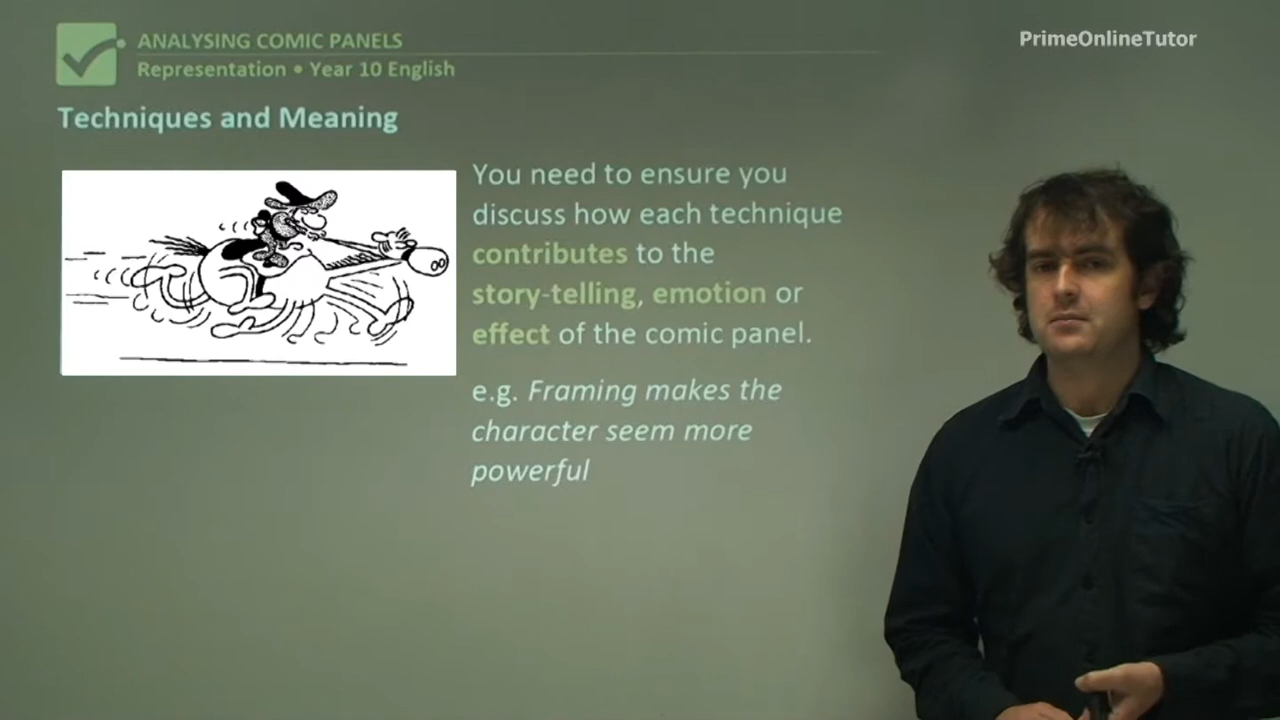 ANALYSING COMIC PANELS
Representation • Year 10 English
PrimeOnlineTutor
Techniques and Meaning
You need to ensure you
discuss how each technique
contributes to the
story-telling, emotion or
effect of the comic panel.
e.g. Framing makes the
character seem more
powerful